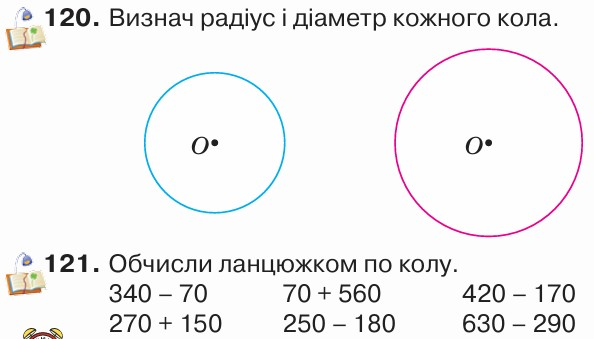 120. Визнач радіус і діаметр кожного кола.
O O
121. Обчисли ланцюжком по колу.
340 – 70 70 + 560 420 – 170
270 + 150 250 – 180 630 – 290